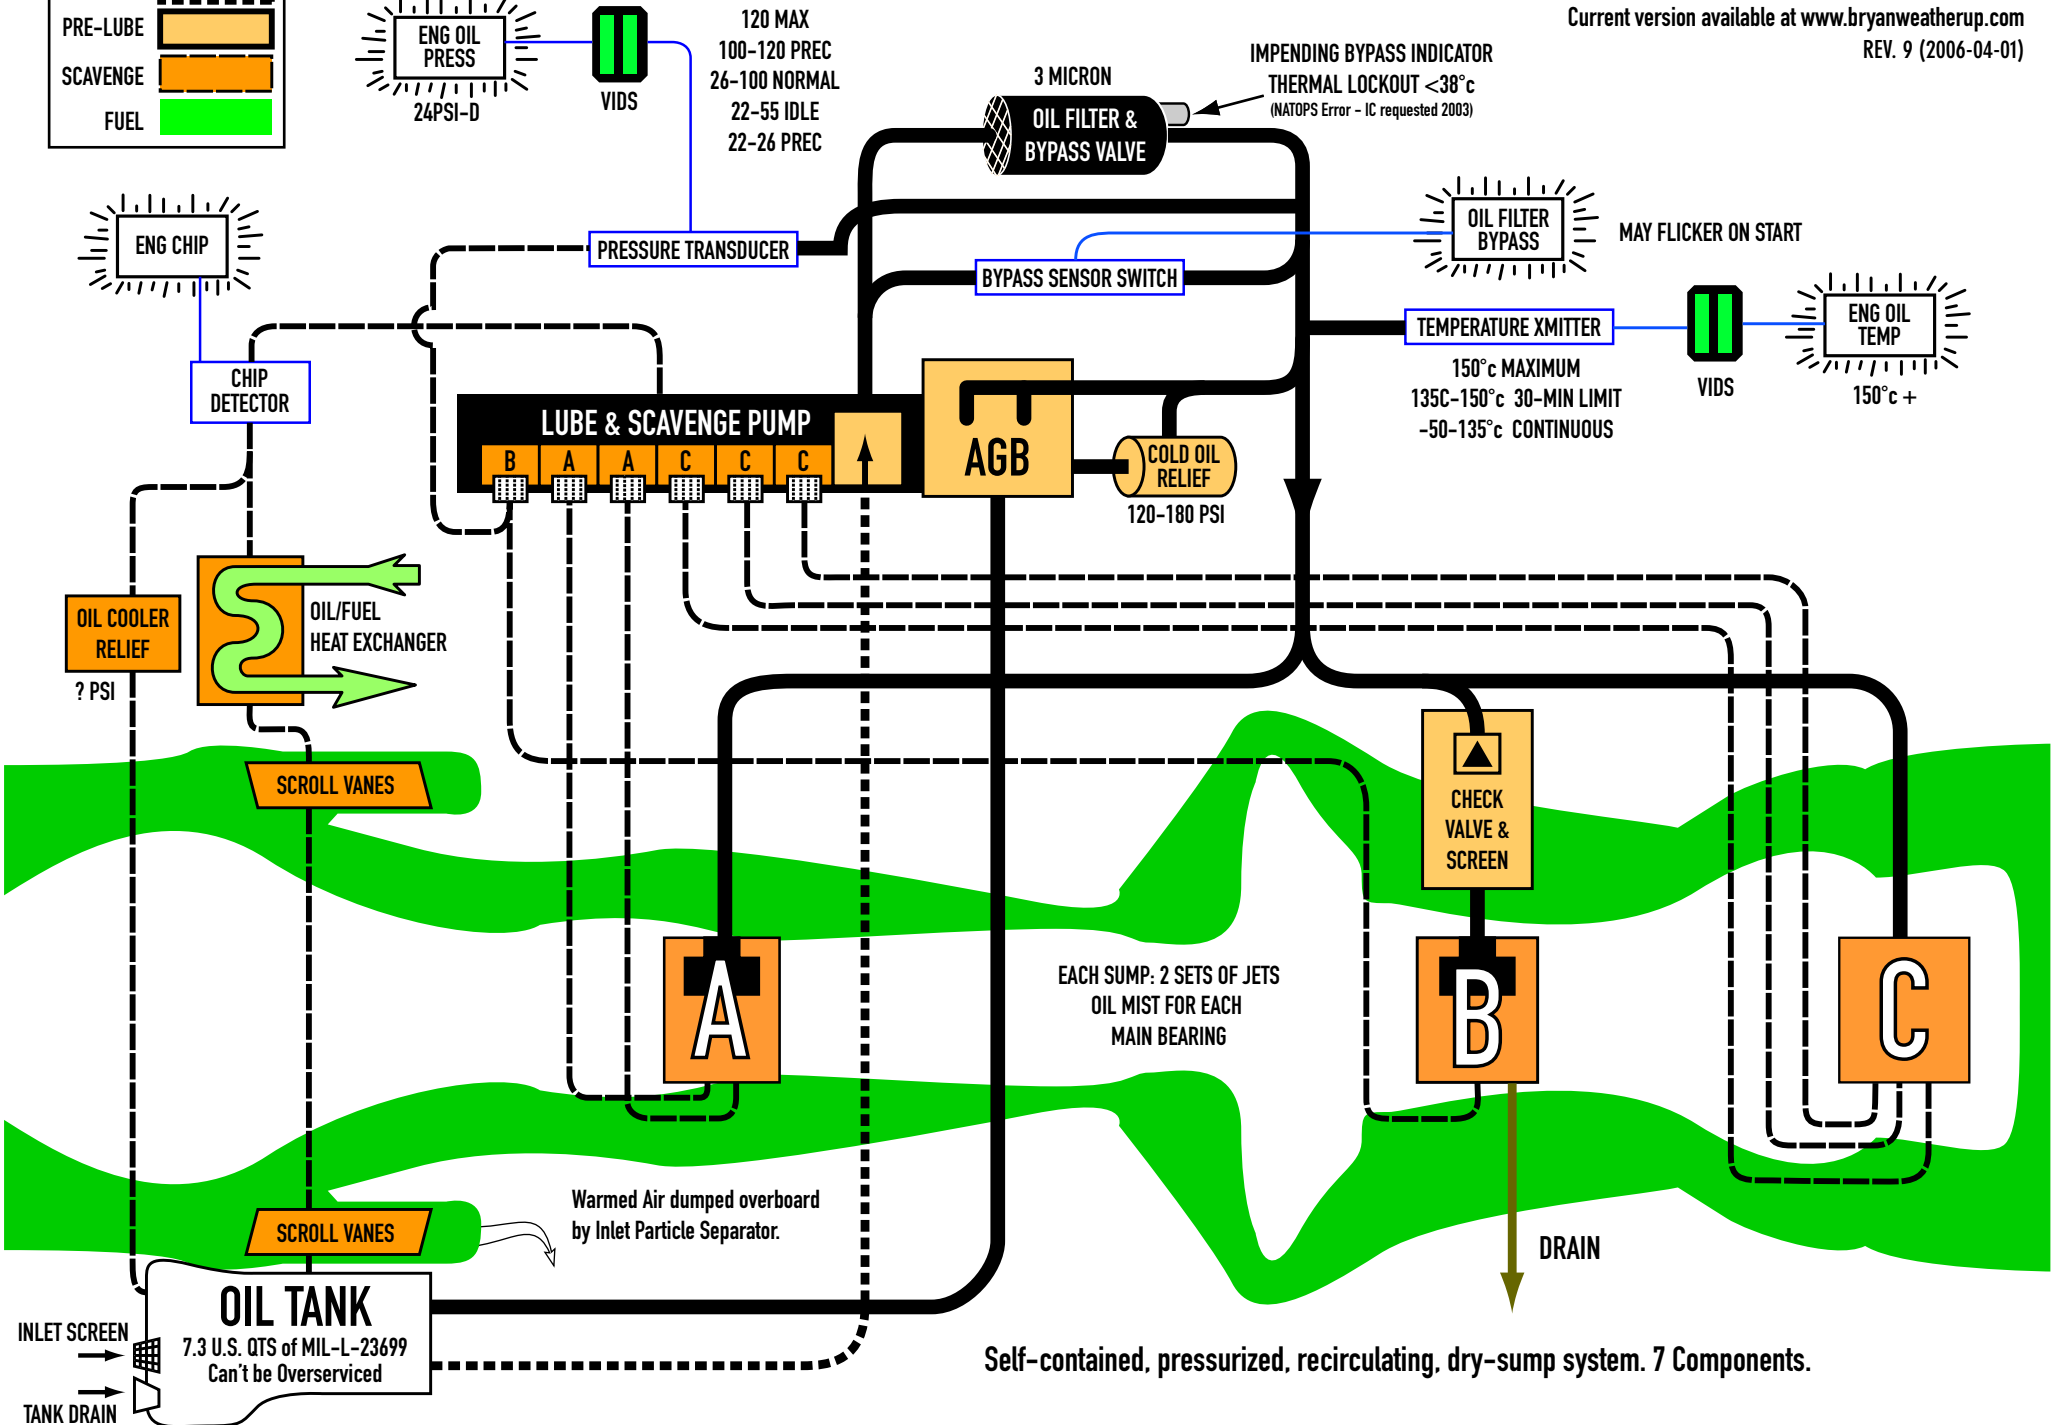 PRE-LUBE
SCAVENGE
FUEL
ENG OIL
PRESS
24PSI-D
VIDS
120 MAX
100-120 PREC
26-100 NORMAL
22-55 IDLE
22-26 PREC
3 MICRON
OIL FILTER &
BYPASS VALVE
IMPENDING BYPASS INDICATOR
THERMAL LOCKOUT <38°c
(NATOPS Error - IC requested 2003)
Current version available at www.bryanweatherup.com
REV. 9 (2006-04-01)
ENG CHIP
PRESSURE TRANSDUCER
BYPASS SENSOR SWITCH
OIL FILTER
BYPASS
MAY FLICKER ON START
TEMPERATURE XMITTER
150°c MAXIMUM
135C-150°c 30-MIN LIMIT
-50-135°c CONTINUOUS
VIDS
ENG OIL
TEMP
150°c +
CHIP
DETECTOR
LUBE & SCAVENGE PUMP
B A A C C C
AGB
COLD OIL
RELIEF
120-180 PSI
OIL COOLER
RELIEF
? PSI
OIL/FUEL
HEAT EXCHANGER
SCROLL VANES
CHECK
VALVE &
SCREEN
A
EACH SUMP: 2 SETS OF JETS
OIL MIST FOR EACH
MAIN BEARING
B
C
Warmed Air dumped overboard
by Inlet Particle Separator.
SCROLL VANES
DRAIN
OIL TANK
7.3 U.S. QTS of MIL-L-23699
Can't be Overserviced
INLET SCREEN
TANK DRAIN
Self-contained, pressurized, recirculating, dry-sump system. 7 Components.